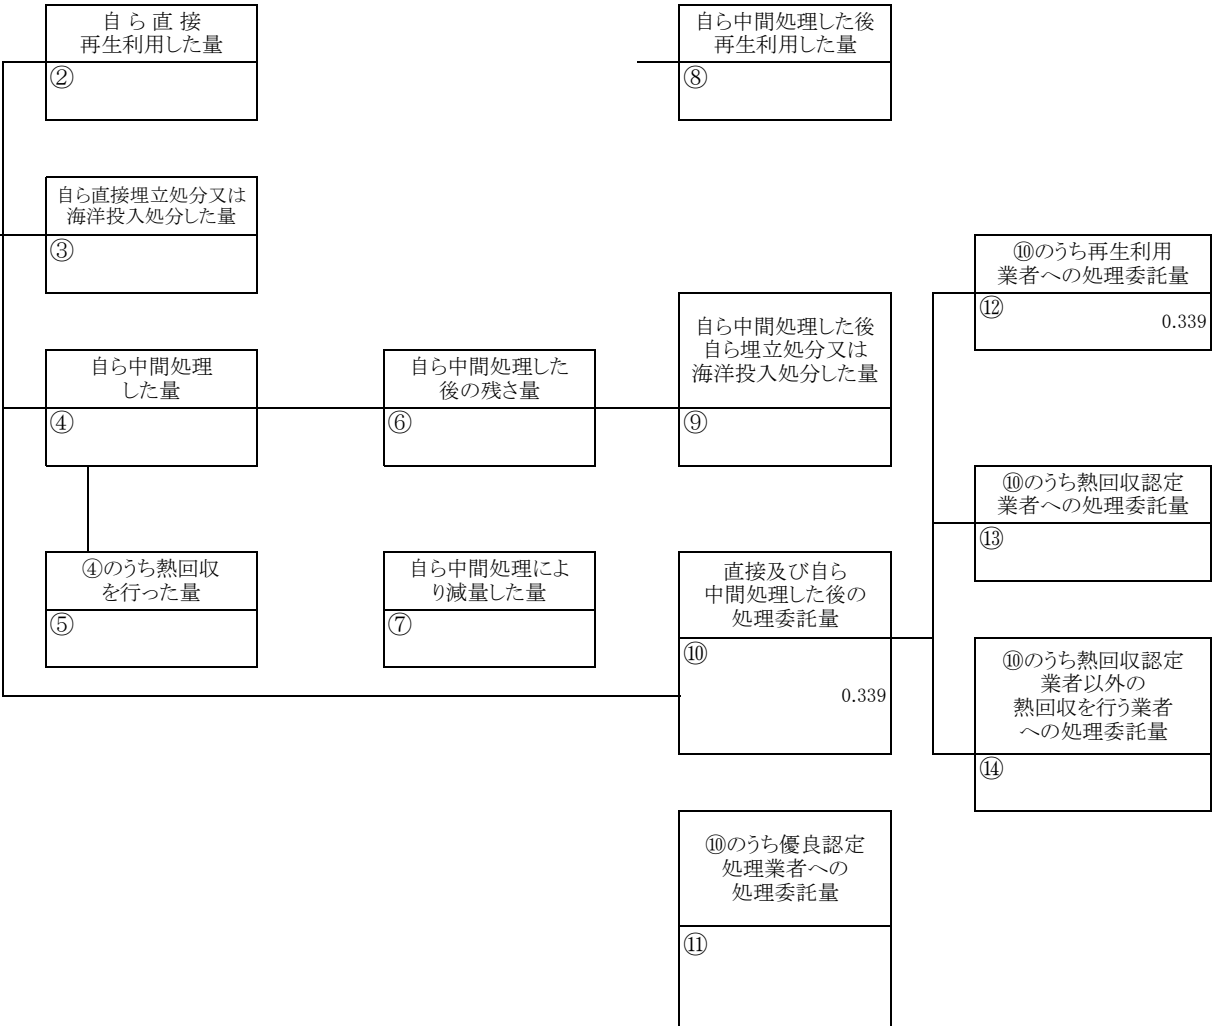 自 ら 直 接
再生利用した量
②
自ら中間処理した後
再生利用した量
⑧
自ら直接埋立処分又は
海洋投入処分した量
③
⑩のうち再生利用
業者への処理委託量
⑫
0.339
自ら中間処理した後
自ら埋立処分又は
海洋投入処分した量
⑨
自ら中間処理
した量
④
自ら中間処理した
後の残さ量
⑥
⑩のうち熱回収認定
業者への処理委託量
⑬
④のうち熱回収
を行った量
⑤
自ら中間処理によ
り減量した量
⑦
直接及び自ら
中間処理した後の
処理委託量
⑩
0.339
⑩のうち熱回収認定
業者以外の
熱回収を行う業者
への処理委託量
⑭
⑩のうち優良認定
処理業者への
処理委託量
⑪